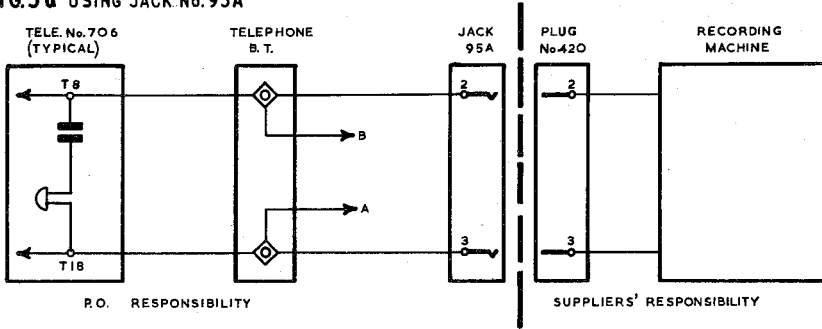 USING JACK No. 95A
TELE. No. 706
(TYPICAL)
TELEPHONE
B.T.
JACK
95A
PLUG
No 420
RECORDING
MACHINE
T8
2
2
B
A
3
3
T18
P.O. RESPONSIBILITY
SUPPLIERS' RESPONSIBILITY